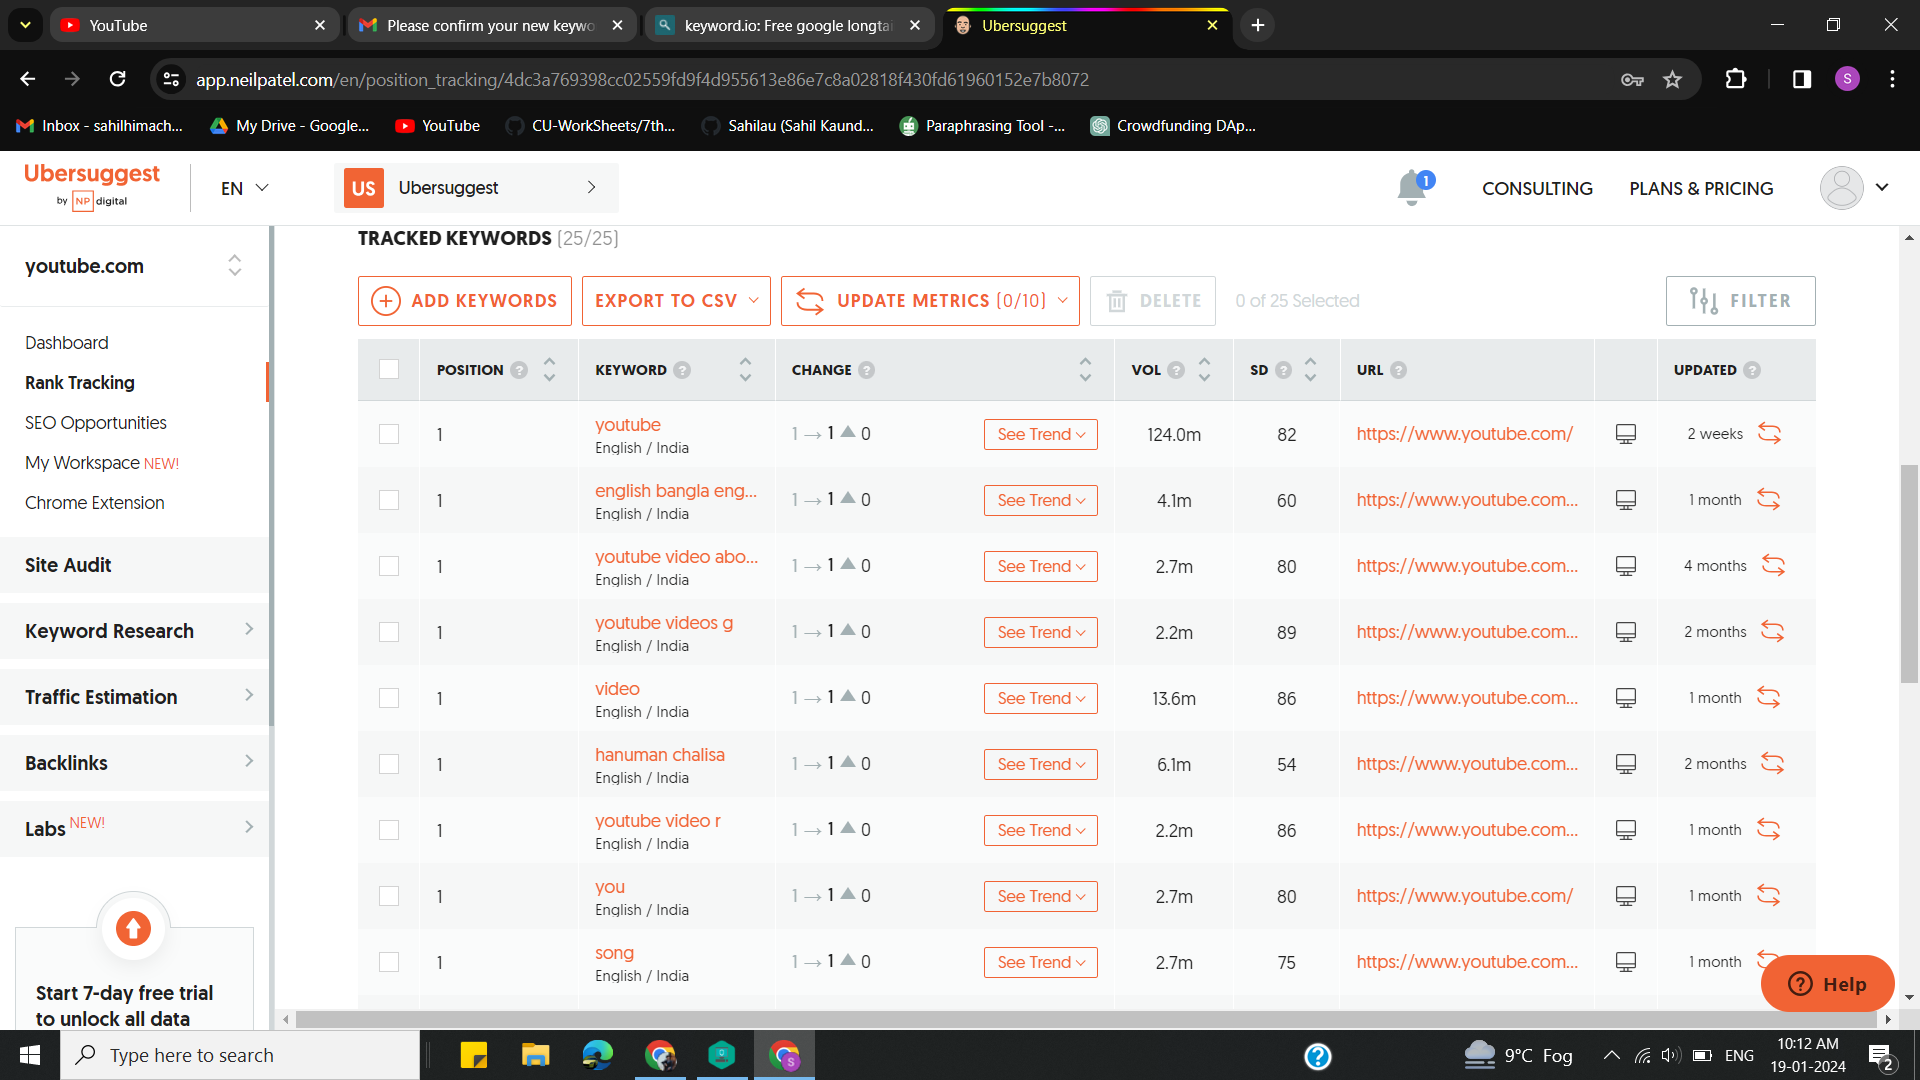 YouTube
Please confirm your new keywo
keyword.io: Free google longtai
Ubersuggest
app.neilpatel.com/en/position_tracking/4dc3a769398cc02559fd9f4d955613e86e7c8a02818f430fd61960152e7b8072
S
Inbox - sahilhimach...
My Drive - Google...
YouTube
CU-WorkSheets/7th...
Sahilau (Sahil Kaund...
Paraphrasing Tool -...
Crowdfunding DAp...
Ubersuggest
by NP digital
EN
US Ubersuggest
1
CONSULTING
PLANS & PRICING
youtube.com
Dashboard
Rank Tracking
SEO Opportunities
My Workspace NEW!
Chrome Extension
Site Audit
Keyword Research
Traffic Estimation
Backlinks
Labs NEW!
Start 7-day free trial
to unlock all data
TRACKED KEYWORDS (25/25)
ADD KEYWORDS
EXPORT TO CSV
UPDATE METRICS (0/10)
DELETE
0 of 25 Selected
FILTER
POSITION ? KEYWORD ? CHANGE ? VOL ? SD ? URL ? UPDATED ?
1 youtube 1 → 1 0 See Trend 124.0m 82 https://www.youtube.com/ 2 weeks
English / India
1 english bangla eng... 1 → 1 0 See Trend 4.1m 60 https://www.youtube.com... 1 month
English / India
1 youtube video abo... 1 → 1 0 See Trend 2.7m 80 https://www.youtube.com... 4 months
English / India
1 youtube videos g 1 → 1 0 See Trend 2.2m 89 https://www.youtube.com... 2 months
English / India
1 video 1 → 1 0 See Trend 13.6m 86 https://www.youtube.com... 1 month
English / India
1 hanuman chalisa 1 → 1 0 See Trend 6.1m 54 https://www.youtube.com... 2 months
English / India
1 youtube video r 1 → 1 0 See Trend 2.2m 86 https://www.youtube.com... 1 month
English / India
1 you 1 → 1 0 See Trend 2.7m 80 https://www.youtube.com/ 1 month
English / India
1 song 1 → 1 0 See Trend 2.7m 75 https://www.youtube.com... 1 month
English / India
? Help
Type here to search
S
?
9°C Fog
ENG
10:12 AM
19-01-2024
2